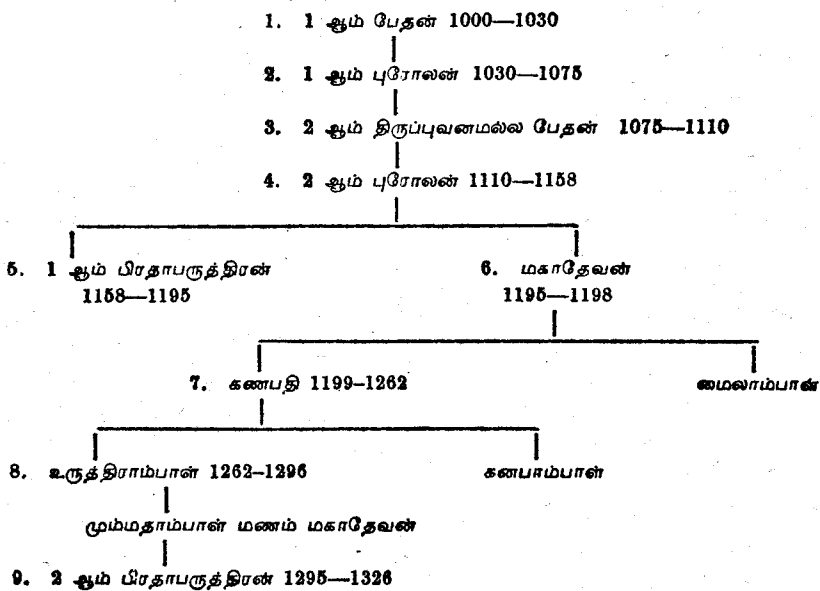 1. 1 ஆம் பேதன் 1000—1030
2. 1 ஆம் புரோலன் 1030—1075
3. 2 ஆம் திருப்புவனமல்ல பேதன் 1075—1110
4. 2 ஆம் புரோலன் 1110—1158
5. 1 ஆம் பிரதாபருத்திரன் 6. மகாதேவன்
1158—1195 1195—1198
7. கணபதி 1199–1262 மைலாம்பாள்
8. உருத்திராம்பாள் 1262–1296 கனபாம்பாள்
மும்மதாம்பாள் மணம் மகாதேவன்
9. 2 ஆம் பிரதாபருத்திரன் 1295—1326